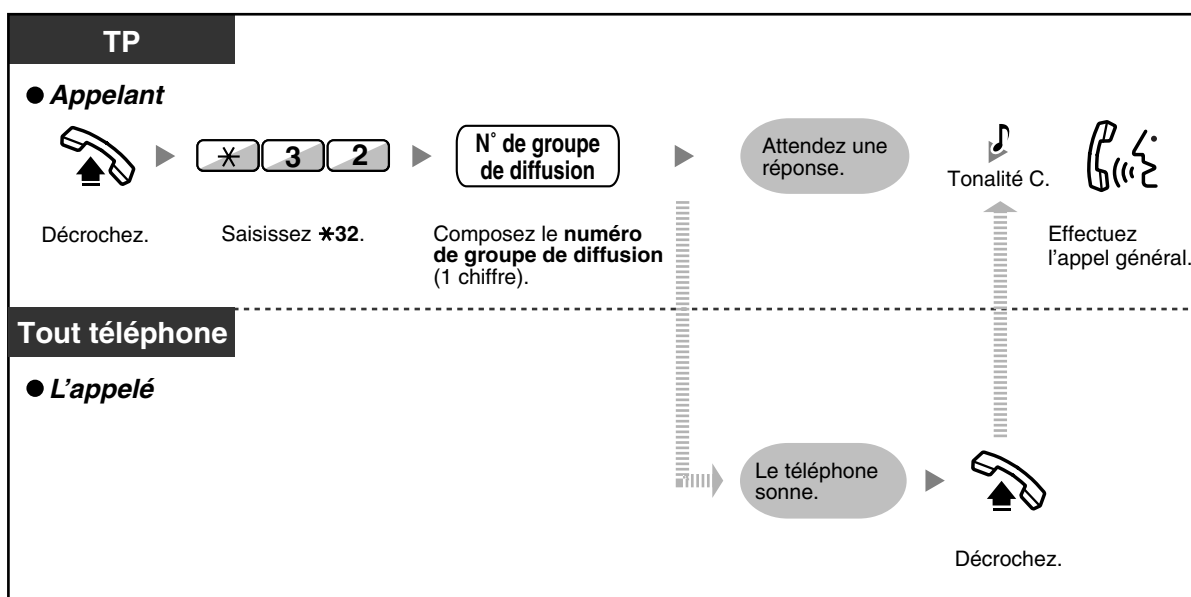 TP
● Appelant
✳ 3 2
N° de groupe
de diffusion
Attendez une
réponse.
Tonalité C.
Décrochez.
Saisissez ✳32.
Composez le numéro
de groupe de diffusion
(1 chiffre).
Effectuez
l’appel général.
Tout téléphone
● L’appelé
Le téléphone
sonne.
Décrochez.